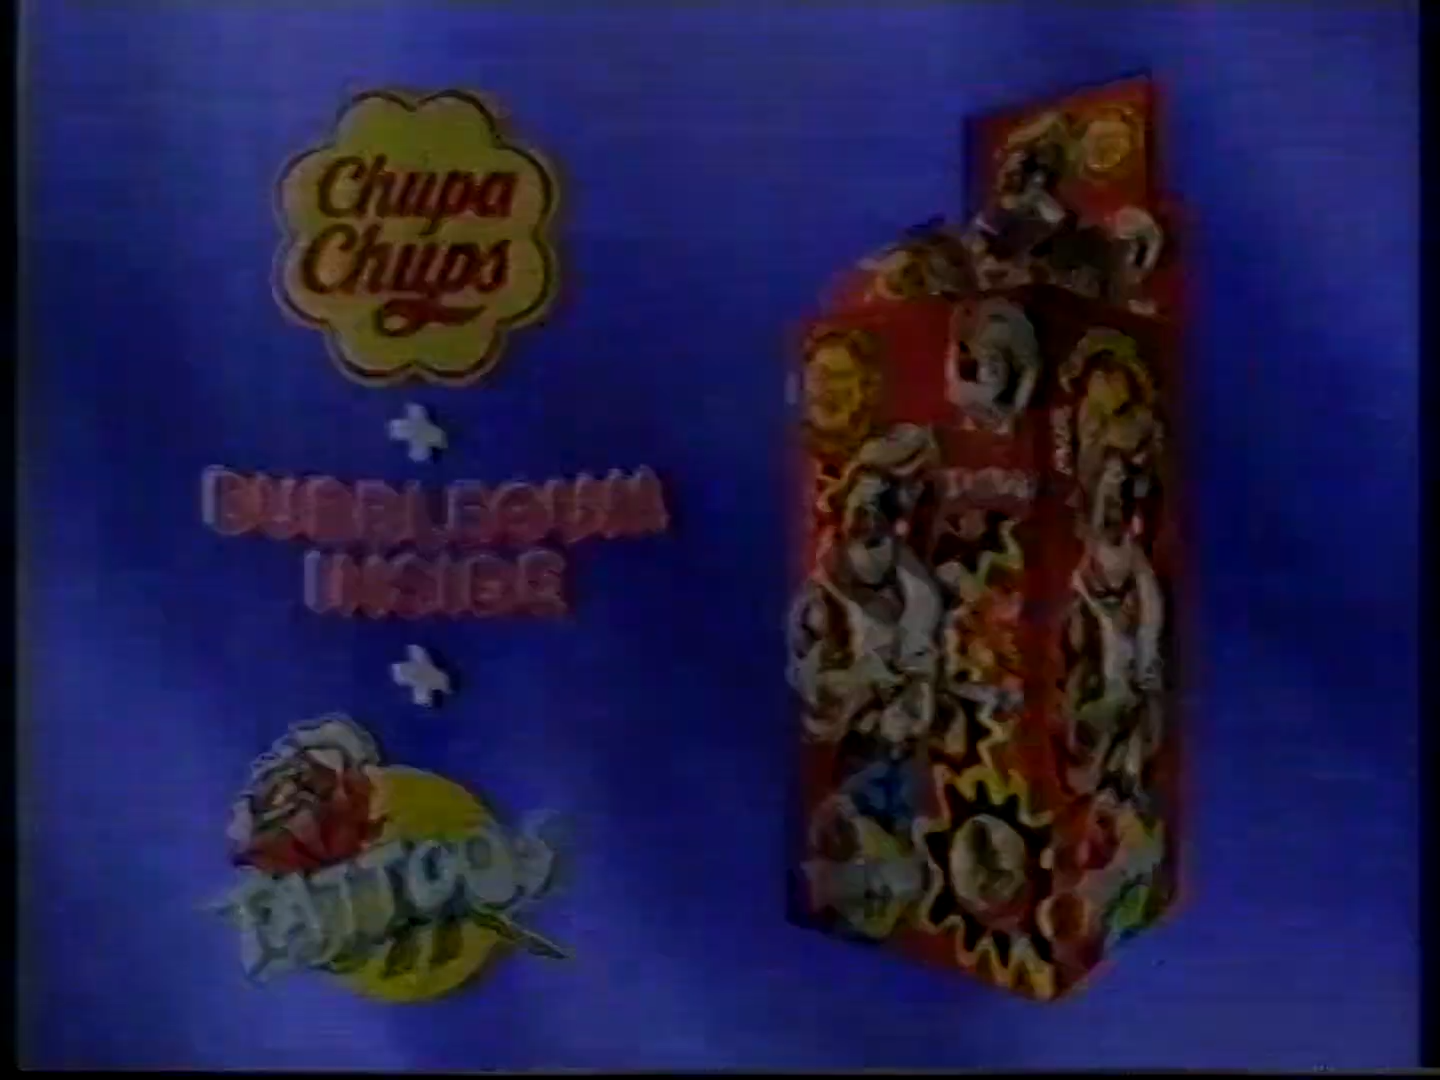 Chupa
Chups
+
BUBBLEGUM
INSIDE
+
TATTOOS